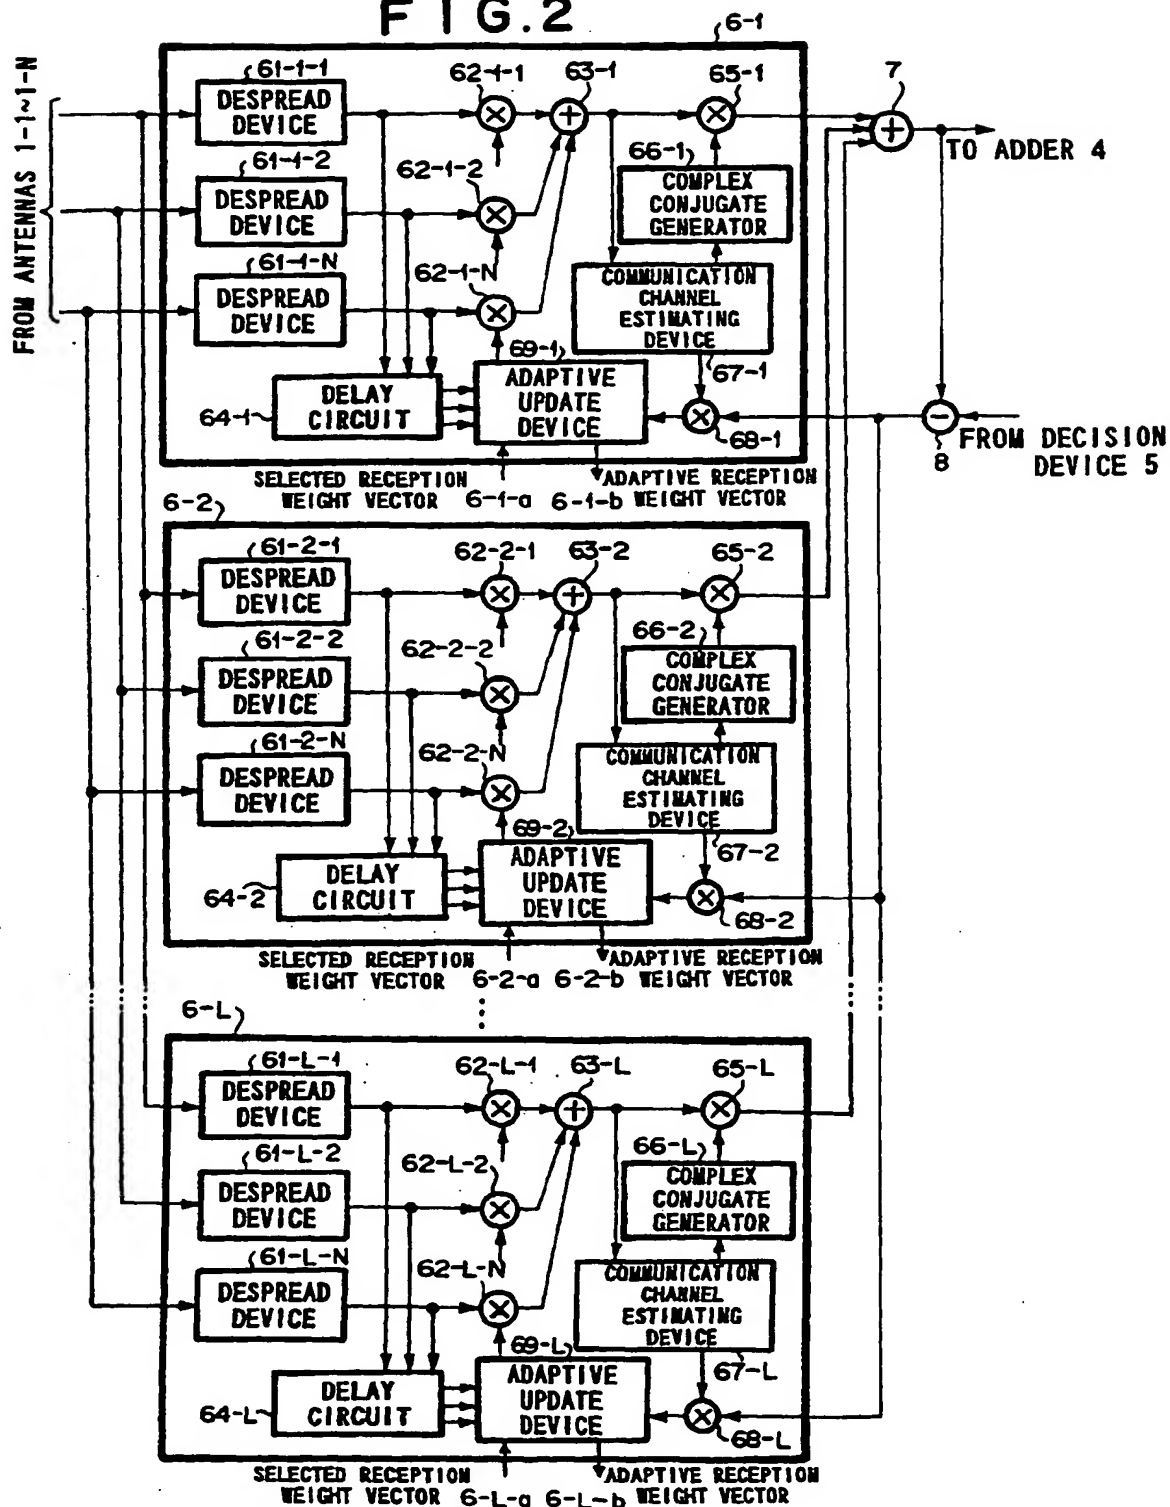 FIG.2
6-1
FROM ANTENNAS 1-1~1-N
61-1-1
DESPREAD
DEVICE
61-1-2
DESPREAD
DEVICE
61-1-N
DESPREAD
DEVICE
62-1-1
62-1-2
62-1-N
63-1
65-1
66-1
COMPLEX
CONJUGATE
GENERATOR
COMMUNICATION
CHANNEL
ESTIMATING
DEVICE
67-1
68-1
69-1
ADAPTIVE
UPDATE
DEVICE
64-1
DELAY
CIRCUIT
7
TO ADDER 4
8
FROM DECISION
DEVICE 5
SELECTED RECEPTION
WEIGHT VECTOR
6-1-a
6-1-b
ADAPTIVE RECEPTION
WEIGHT VECTOR
6-2
61-2-1
DESPREAD
DEVICE
61-2-2
DESPREAD
DEVICE
61-2-N
DESPREAD
DEVICE
62-2-1
62-2-2
62-2-N
63-2
65-2
66-2
COMPLEX
CONJUGATE
GENERATOR
COMMUNICATION
CHANNEL
ESTIMATING
DEVICE
67-2
68-2
69-2
ADAPTIVE
UPDATE
DEVICE
64-2
DELAY
CIRCUIT
SELECTED RECEPTION
WEIGHT VECTOR
6-2-a
6-2-b
ADAPTIVE RECEPTION
WEIGHT VECTOR
6-L
61-L-1
DESPREAD
DEVICE
61-L-2
DESPREAD
DEVICE
61-L-N
DESPREAD
DEVICE
62-L-1
62-L-2
62-L-N
63-L
65-L
66-L
COMPLEX
CONJUGATE
GENERATOR
COMMUNICATION
CHANNEL
ESTIMATING
DEVICE
67-L
68-L
69-L
ADAPTIVE
UPDATE
DEVICE
64-L
DELAY
CIRCUIT
SELECTED RECEPTION
WEIGHT VECTOR
6-L-a
6-L-b
ADAPTIVE RECEPTION
WEIGHT VECTOR